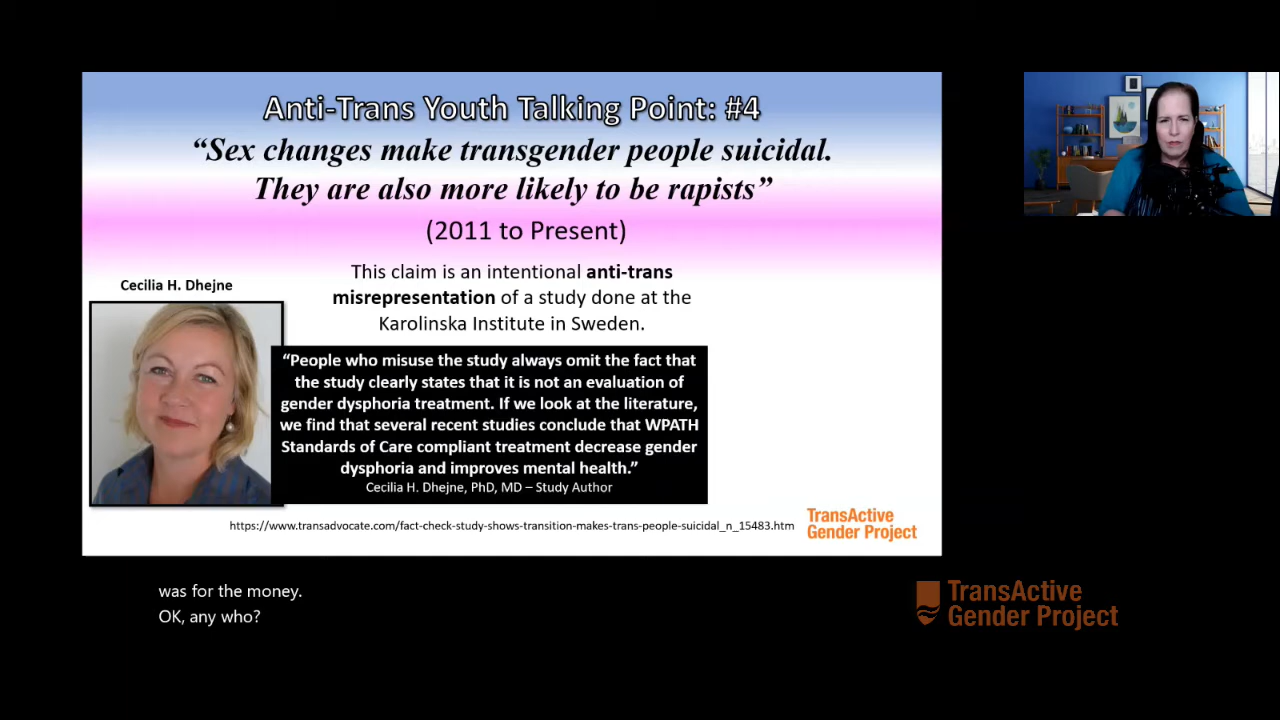 Anti-Trans Youth Talking Point: #4
“Sex changes make transgender people suicidal.
They are also more likely to be rapists”
(2011 to Present)
Cecilia H. Dhejne
This claim is an intentional anti-trans
misrepresentation of a study done at the
Karolinska Institute in Sweden.
“People who misuse the study always omit the fact that
the study clearly states that it is not an evaluation of
gender dysphoria treatment. If we look at the literature,
we find that several recent studies conclude that WPATH
Standards of Care compliant treatment decrease gender
dysphoria and improves mental health.”
Cecilia H. Dhejne, PhD, MD – Study Author
https://www.transadvocate.com/fact-check-study-shows-transition-makes-trans-people-suicidal_n_15483.htm
TransActive
Gender Project
was for the money.
OK, any who?
TransActive
Gender Project